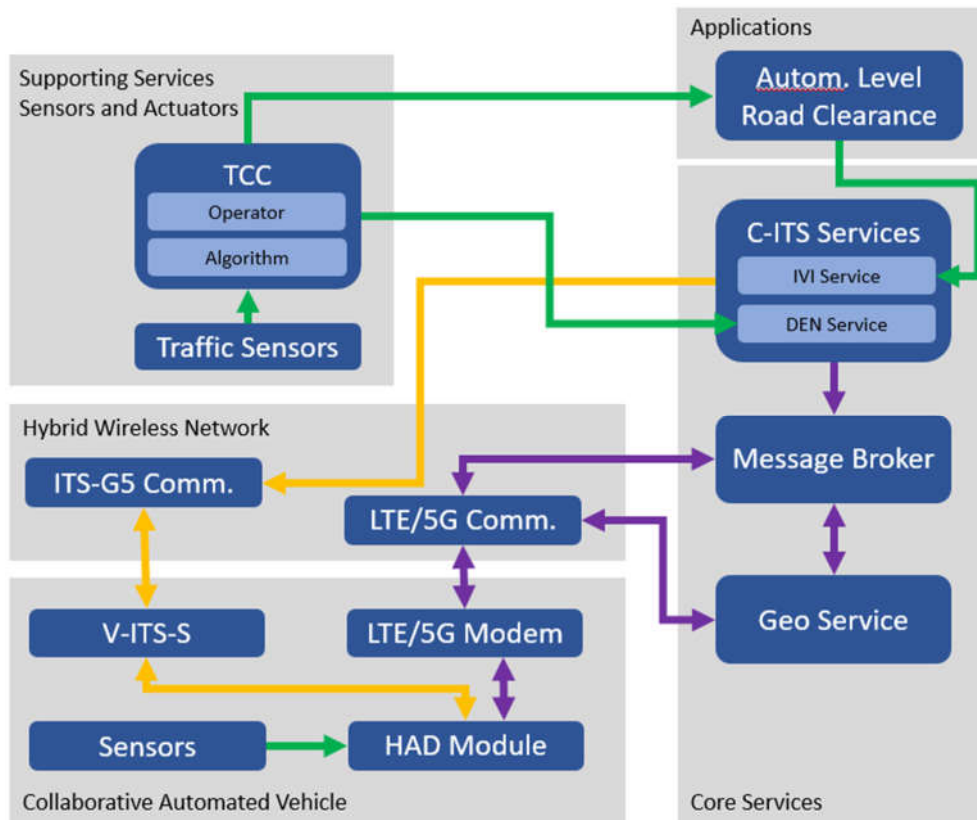 Supporting Services
Sensors and Actuators
TCC
Operator
Algorithm
Traffic Sensors
Applications
Autom. Level
Road Clearance
C-ITS Services
IVI Service
DEN Service
Message Broker
Geo Service
Core Services
Hybrid Wireless Network
ITS-G5 Comm.
LTE/5G Comm.
V-ITS-S
LTE/5G Modem
Sensors
HAD Module
Collaborative Automated Vehicle